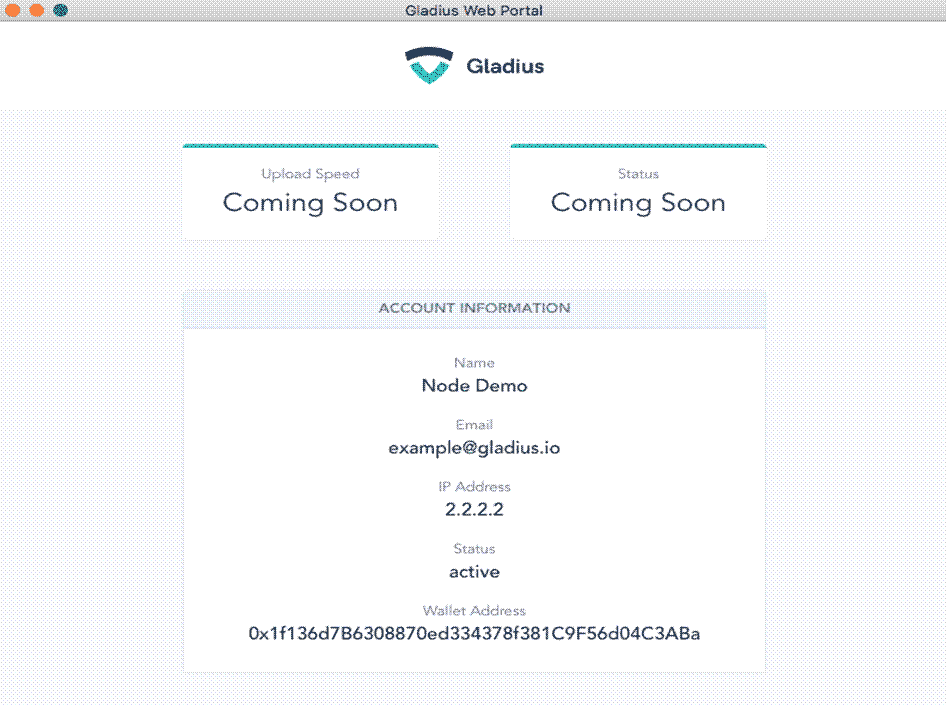 Gladius Web Portal
Gladius
Upload Speed
Coming Soon
Status
Coming Soon
ACCOUNT INFORMATION
Name
Node Demo
Email
example@gladius.io
IP Address
2.2.2.2
Status
active
Wallet Address
0x1f136d7B6308870ed334378f381C9F56d04C3ABa